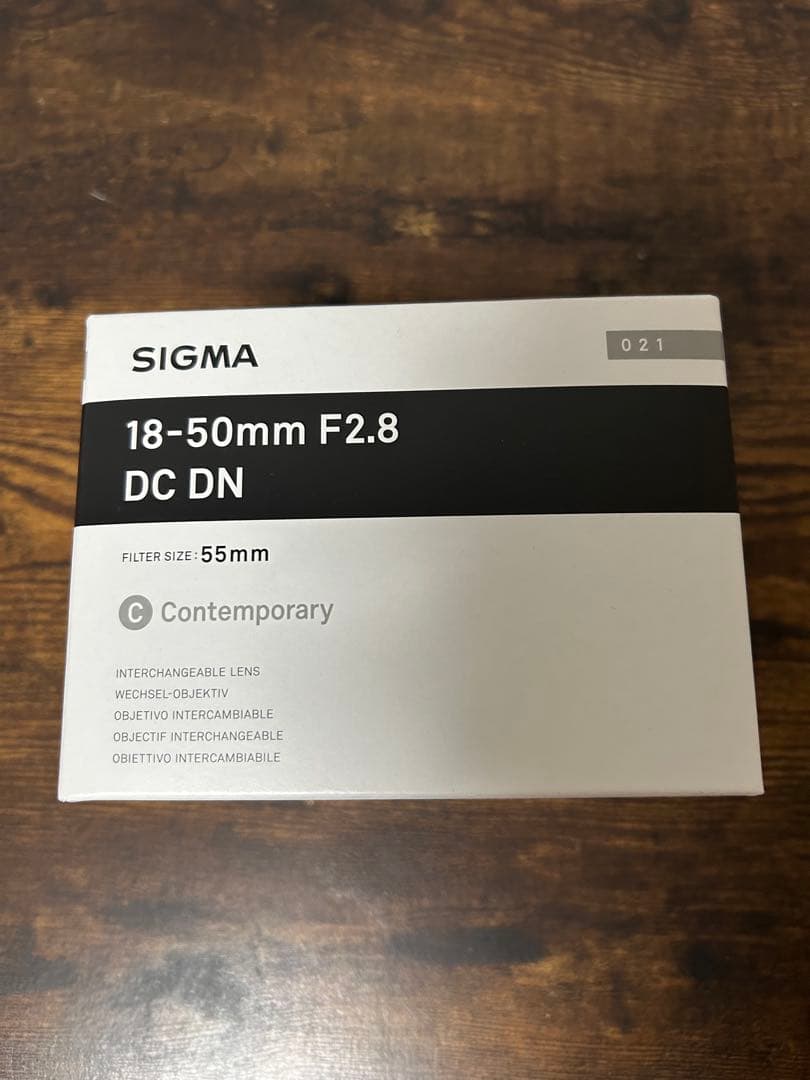 SIGMA
021
18-50mm F2.8
DC DN
FILTER SIZE: 55mm
C Contemporary
INTERCHANGEABLE LENS
WECHSEL-OBJEKTIV
OBJETIVO INTERCAMBIABLE
OBJECTIF INTERCHANGEABLE
OBIETTIVO INTERCAMBIABILE